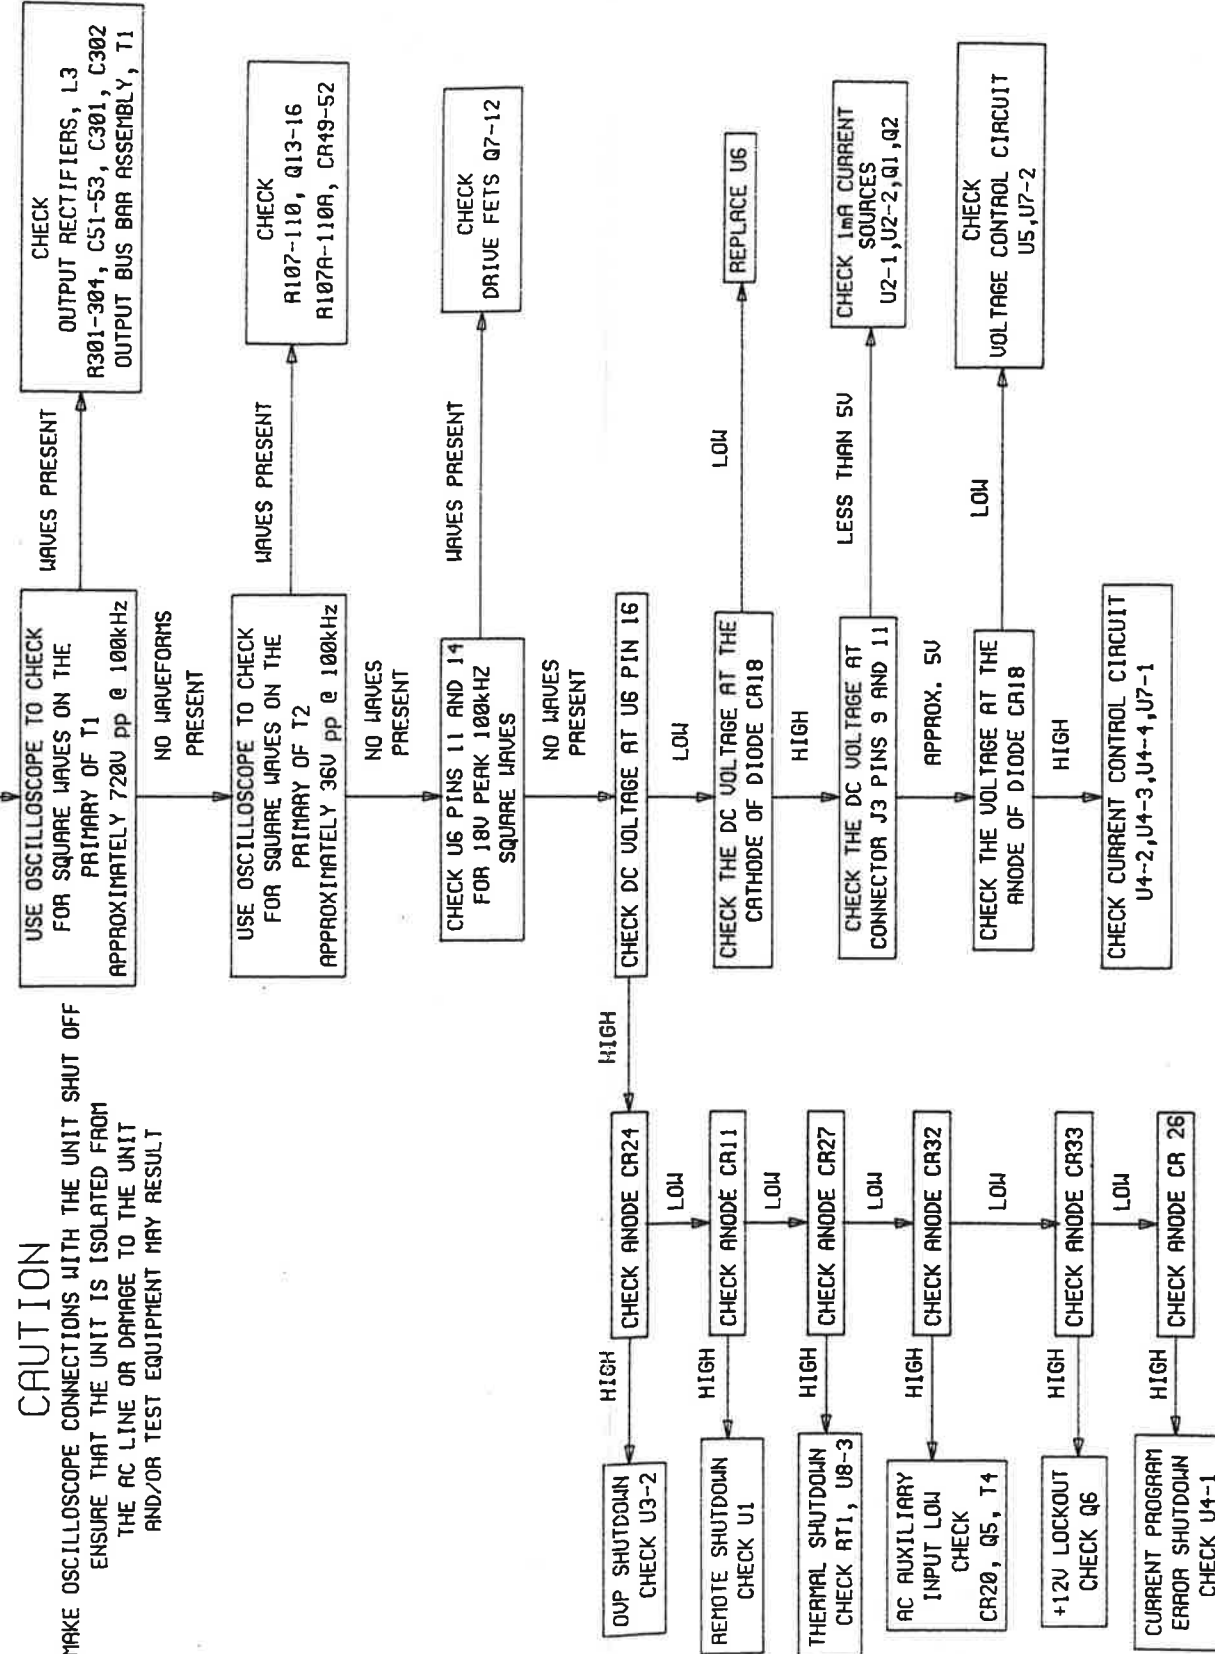 CAUTION
MAKE OSCILLOSCOPE CONNECTIONS WITH THE UNIT SHUT OFF
ENSURE THAT THE UNIT IS ISOLATED FROM
THE AC LINE OR DAMAGE TO THE UNIT
AND/OR TEST EQUIPMENT MAY RESULT
USE OSCILLOSCOPE TO CHECK
FOR SQUARE WAVES ON THE
PRIMARY OF T1
APPROXIMATELY 720V pp @ 100kHz
WAVES PRESENT
CHECK
OUTPUT RECTIFIERS, L3
R301-304, C51-53, C301, C302
OUTPUT BUS BAR ASSEMBLY, T1
NO WAVEFORMS
PRESENT
USE OSCILLOSCOPE TO CHECK
FOR SQUARE WAVES ON THE
PRIMARY OF T2
APPROXIMATELY 36V pp @ 100kHz
WAVES PRESENT
CHECK
R107-110, Q13-16
R107A-110A, CR49-52
NO WAVES
PRESENT
CHECK U6 PINS 11 AND 14
FOR 18V PEAK 100kHZ
SQUARE WAVES
WAVES PRESENT
CHECK
DRIVE FETS Q7-12
NO WAVES
PRESENT
CHECK DC VOLTAGE AT U6 PIN 16
LOW
CHECK THE DC VOLTAGE AT THE
CATHODE OF DIODE CR18
LOW
REPLACE U6
HIGH
CHECK THE DC VOLTAGE AT
CONNECTOR J3 PINS 9 AND 11
LESS THAN 5V
CHECK 1mA CURRENT
SOURCES
U2-1,U2-2,Q1,Q2
APPROX. 5V
CHECK THE VOLTAGE AT THE
ANODE OF DIODE CR18
LOW
CHECK
VOLTAGE CONTROL CIRCUIT
U5,U7-2
HIGH
CHECK CURRENT CONTROL CIRCUIT
U4-2,U4-3,U4-4,U7-1
HIGH
CHECK ANODE CR24
HIGH
OVP SHUTDOWN
CHECK U3-2
LOW
CHECK ANODE CR11
HIGH
REMOTE SHUTDOWN
CHECK U1
LOW
CHECK ANODE CR27
HIGH
THERMAL SHUTDOWN
CHECK RT1, U8-3
LOW
CHECK ANODE CR32
HIGH
AC AUXILIARY
INPUT LOW
CHECK
CR20, Q5, T4
LOW
CHECK ANODE CR33
HIGH
+12V LOCKOUT
CHECK Q6
LOW
CHECK ANODE CR 26
HIGH
CURRENT PROGRAM
ERROR SHUTDOWN
CHECK U4-1